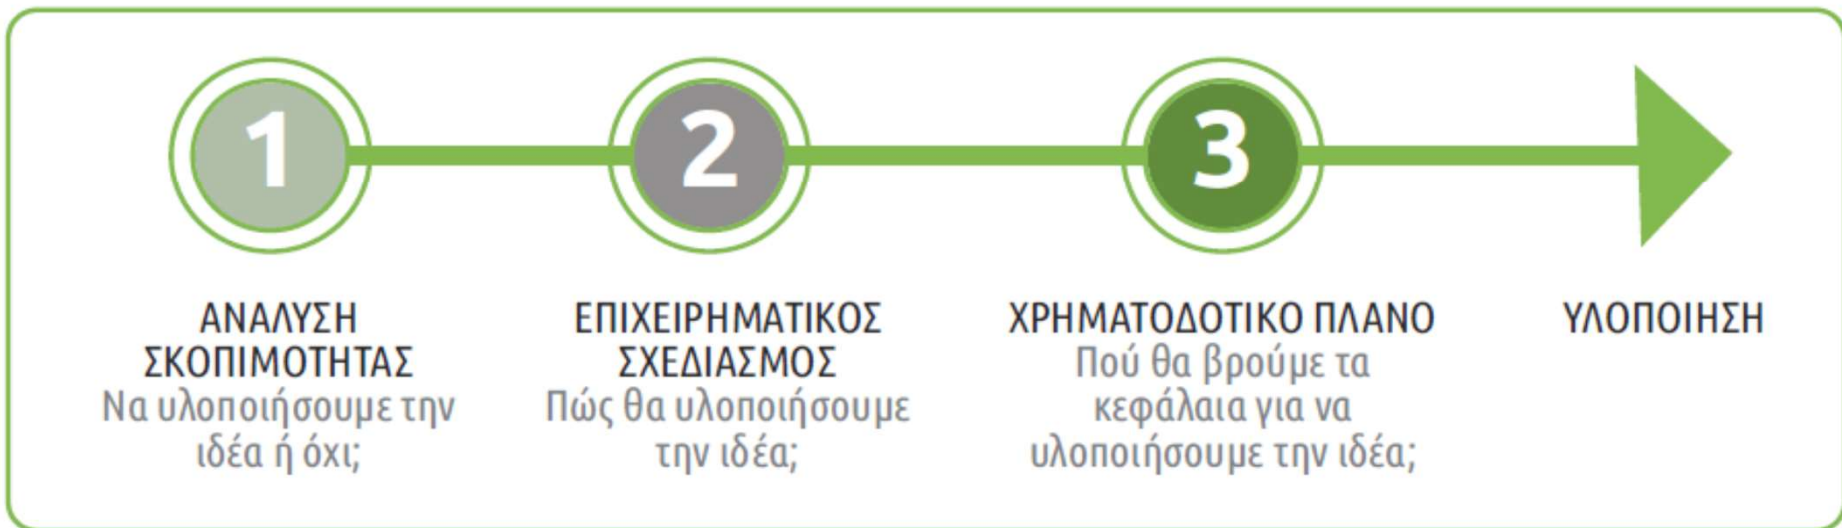 1
2
3
ΑΝΑΛΥΣΗ
ΣΚΟΠΙΜΟΤΗΤΑΣ
Να υλοποιήσουμε την
ιδέα ή όχι;
ΕΠΙΧΕΙΡΗΜΑΤΙΚΟΣ
ΣΧΕΔΙΑΣΜΟΣ
Πώς θα υλοποιήσουμε
την ιδέα;
ΧΡΗΜΑΤΟΔΟΤΙΚΟ ΠΛΑΝΟ
Πού θα βρούμε τα
κεφάλαια για να
υλοποιήσουμε την ιδέα;
ΥΛΟΠΟΙΗΣΗ